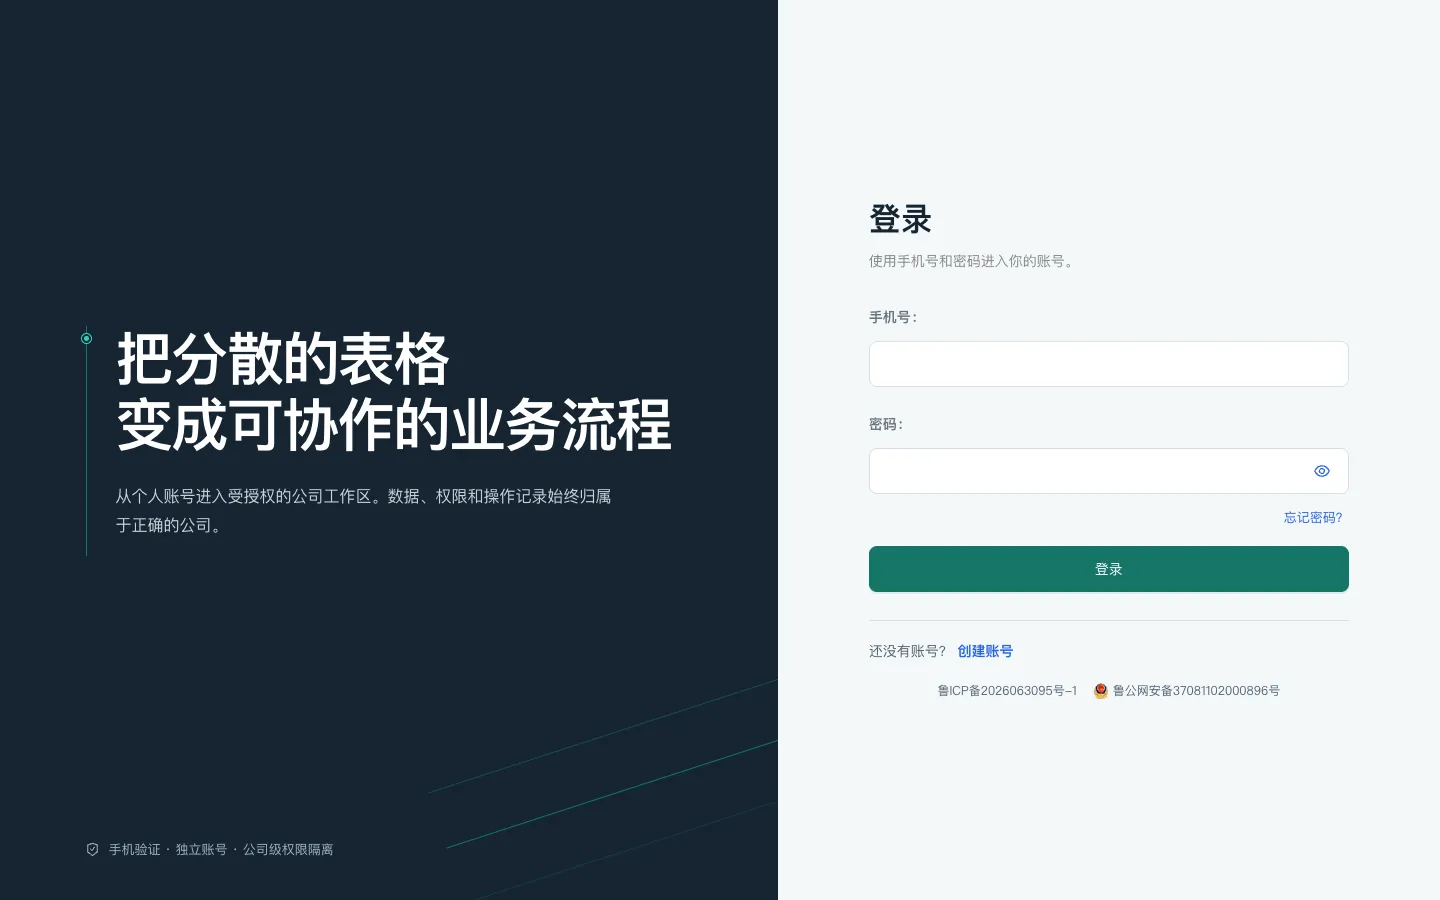 把分散的表格
变成可协作的业务流程
从个人账号进入受授权的公司工作区。数据、权限和操作记录始终归属
于正确的公司。
手机验证 · 独立账号 · 公司级权限隔离
登录
使用手机号和密码进入你的账号。
手机号：
密码：
忘记密码?
登录
还没有账号? 创建账号
鲁ICP备2026063095号-1 鲁公网安备37081102000896号